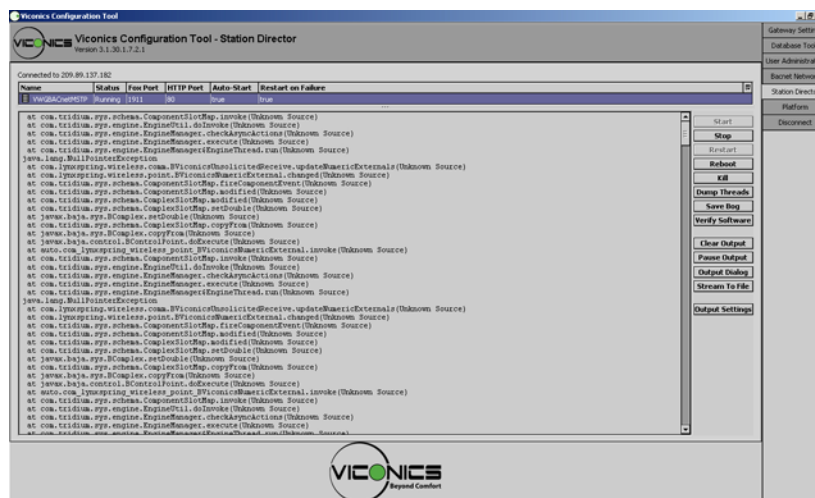 Viconics Configuration Tool
VICONICS
Viconics Configuration Tool - Station Director
Version 3.1.30.1.7.2.1
Connected to 209.89.137.182
Name Status Fox Port HTTP Port Auto-Start Restart on Failure
VWGBACnetMSTP Running 1911 80 true true
at com.tridium.sys.schema.ComponentSlotMap.invoke(Unknown Source)
at com.tridium.sys.engine.EngineUtil.doInvoke(Unknown Source)
at com.tridium.sys.engine.EngineManager.checkAsyncActions(Unknown Source)
at com.tridium.sys.engine.EngineManager.execute(Unknown Source)
at com.tridium.sys.engine.EngineManager$EngineThread.run(Unknown Source)
java.lang.NullPointerException
at com.lynxspring.wireless.comm.BViconicsUnsolicitedReceive.updateNumericExternals(Unknown Source)
at com.lynxspring.wireless.point.BViconicsNumericExternal.changed(Unknown Source)
at com.tridium.sys.schema.ComponentSlotMap.fireComponentEvent(Unknown Source)
at com.tridium.sys.schema.ComponentSlotMap.modified(Unknown Source)
at com.tridium.sys.schema.ComplexSlotMap.modified(Unknown Source)
at com.tridium.sys.schema.ComplexSlotMap.setDouble(Unknown Source)
at javax.baja.sys.BComplex.setDouble(Unknown Source)
at com.tridium.sys.schema.ComplexSlotMap.copyFrom(Unknown Source)
at javax.baja.sys.BComplex.copyFrom(Unknown Source)
at javax.baja.control.BControlPoint.doExecute(Unknown Source)
at auto.com_lynxspring_wireless_point_BViconicsNumericExternal.invoke(Unknown Source)
at com.tridium.sys.schema.ComponentSlotMap.invoke(Unknown Source)
at com.tridium.sys.engine.EngineUtil.doInvoke(Unknown Source)
at com.tridium.sys.engine.EngineManager.checkAsyncActions(Unknown Source)
at com.tridium.sys.engine.EngineManager.execute(Unknown Source)
at com.tridium.sys.engine.EngineManager$EngineThread.run(Unknown Source)
java.lang.NullPointerException
at com.lynxspring.wireless.comm.BViconicsUnsolicitedReceive.updateNumericExternals(Unknown Source)
at com.lynxspring.wireless.point.BViconicsNumericExternal.changed(Unknown Source)
at com.tridium.sys.schema.ComponentSlotMap.fireComponentEvent(Unknown Source)
at com.tridium.sys.schema.ComponentSlotMap.modified(Unknown Source)
at com.tridium.sys.schema.ComplexSlotMap.modified(Unknown Source)
at com.tridium.sys.schema.ComplexSlotMap.setDouble(Unknown Source)
at javax.baja.sys.BComplex.setDouble(Unknown Source)
at com.tridium.sys.schema.ComplexSlotMap.copyFrom(Unknown Source)
at javax.baja.sys.BComplex.copyFrom(Unknown Source)
at javax.baja.control.BControlPoint.doExecute(Unknown Source)
at auto.com_lynxspring_wireless_point_BViconicsNumericExternal.invoke(Unknown Source)
at com.tridium.sys.schema.ComponentSlotMap.invoke(Unknown Source)
at com.tridium.sys.engine.EngineUtil.doInvoke(Unknown Source)
at com.tridium.sys.engine.EngineManager.checkAsyncActions(Unknown Source)
at com.tridium.sys.engine.EngineManager.execute(Unknown Source)
at com.tridium.sys.engine.EngineManager$EngineThread.run(Unknown Source)
Start
Stop
Restart
Reboot
Kill
Dump Threads
Save Bog
Verify Software
Clear Output
Pause Output
Output Dialog
Stream To File
Output Settings
Gateway Settin
Database Tool
User Administrat
Bacnet Networ
Station Directo
Platform
Disconnect
VICONICS
Beyond Comfort